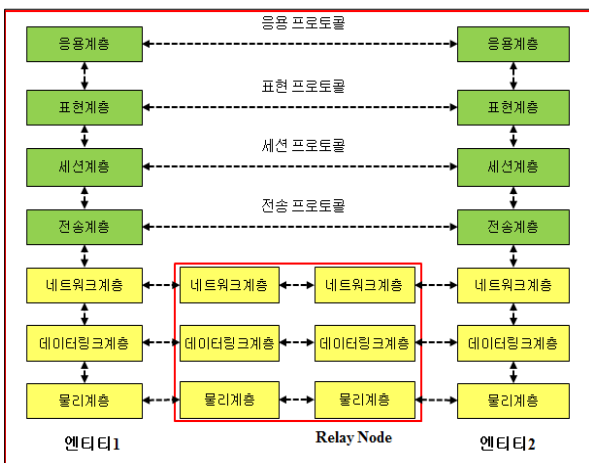 응용 프로토콜
응용계층 응용계층
표현 프로토콜
표현계층 표현계층
세션 프로토콜
세션계층 세션계층
전송 프로토콜
전송계층 전송계층
네트워크계층 네트워크계층 네트워크계층 네트워크계층
데이터링크계층 데이터링크계층 데이터링크계층 데이터링크계층
물리계층 물리계층 물리계층 물리계층
엔티티1 Relay Node 엔티티2